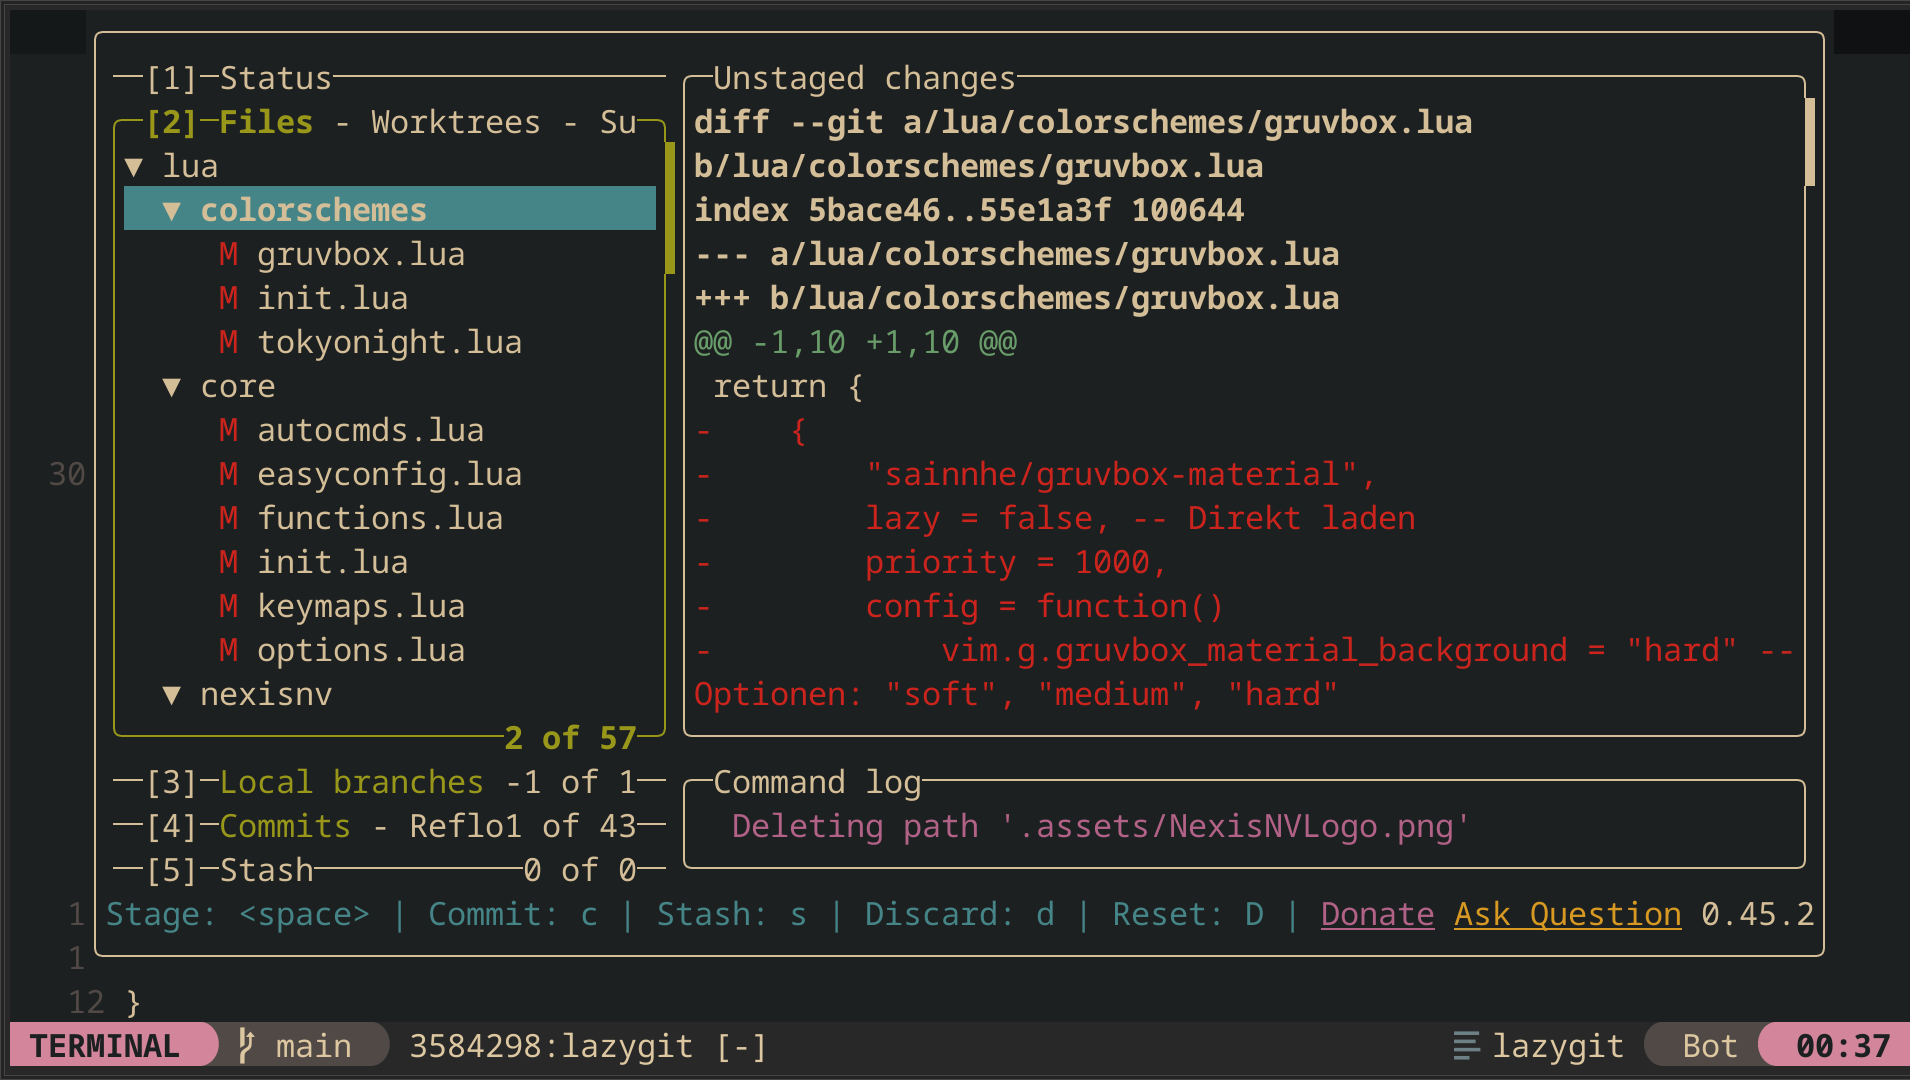 [1]─Status
[2]─Files - Worktrees - Su
▼ lua
▼ colorschemes
M gruvbox.lua
M init.lua
M tokyonight.lua
▼ core
M autocmds.lua
M easyconfig.lua
M functions.lua
M init.lua
M keymaps.lua
M options.lua
▼ nexisnv
2 of 57
[3]─Local branches -1 of 1
[4]─Commits - Reflo1 of 43
[5]─Stash 0 of 0
Unstaged changes
diff --git a/lua/colorschemes/gruvbox.lua
b/lua/colorschemes/gruvbox.lua
index 5bace46..55e1a3f 100644
--- a/lua/colorschemes/gruvbox.lua
+++ b/lua/colorschemes/gruvbox.lua
@@ -1,10 +1,10 @@
 return {
-    {
-        "sainnhe/gruvbox-material",
-        lazy = false, -- Direkt laden
-        priority = 1000,
-        config = function()
-            vim.g.gruvbox_material_background = "hard" --
Optionen: "soft", "medium", "hard"
Command log
Deleting path '.assets/NexisNVLogo.png'
Stage: <space> | Commit: c | Stash: s | Discard: d | Reset: D | Donate Ask Question 0.45.2
30
1
1
12 }
TERMINAL main 3584298:lazygit [-] lazygit Bot 00:37